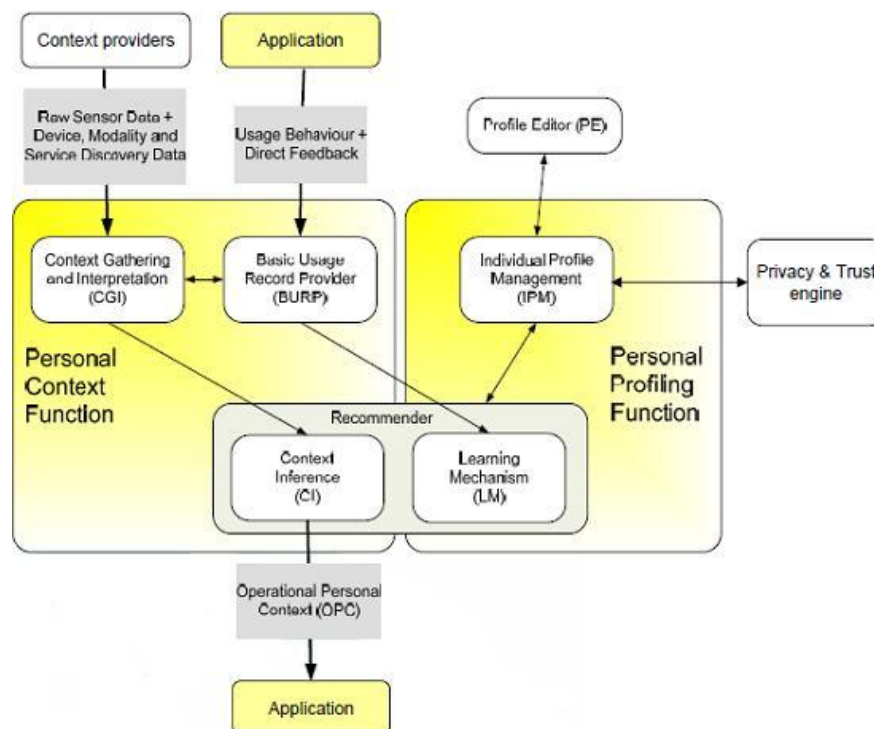 Context providers
Application
Raw Sensor Data +
Device, Modality and
Service Discovery Data
Usage Behaviour +
Direct Feedback
Profile Editor (PE)
Context Gathering
and Interpretation
(CGI)
Basic Usage
Record Provider
(BURP)
Individual Profile
Management
(IPM)
Privacy & Trust
engine
Personal
Context
Function
Personal
Profiling
Function
Recommender
Context
Inference
(CI)
Learning
Mechanism
(LM)
Operational Personal
Context (OPC)
Application